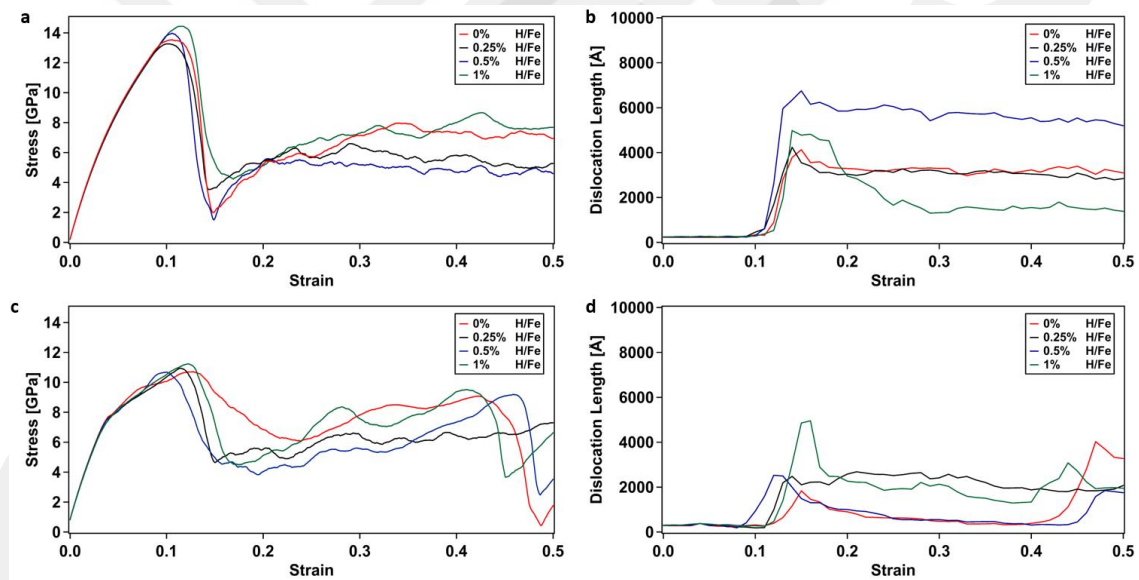 a
14
12
10
8
6
4
2
0
Stress [GPa]
0.0 0.1 0.2 0.3 0.4 0.5
Strain
0% H/Fe
0.25% H/Fe
0.5% H/Fe
1% H/Fe
b
10000
8000
6000
4000
2000
0
Dislocation Length [Å]
0.0 0.1 0.2 0.3 0.4 0.5
Strain
0% H/Fe
0.25% H/Fe
0.5% H/Fe
1% H/Fe
c
14
12
10
8
6
4
2
0
Stress [GPa]
0.0 0.1 0.2 0.3 0.4 0.5
Strain
0% H/Fe
0.25% H/Fe
0.5% H/Fe
1% H/Fe
d
10000
8000
6000
4000
2000
0
Dislocation Length [Å]
0.0 0.1 0.2 0.3 0.4 0.5
Strain
0% H/Fe
0.25% H/Fe
0.5% H/Fe
1% H/Fe